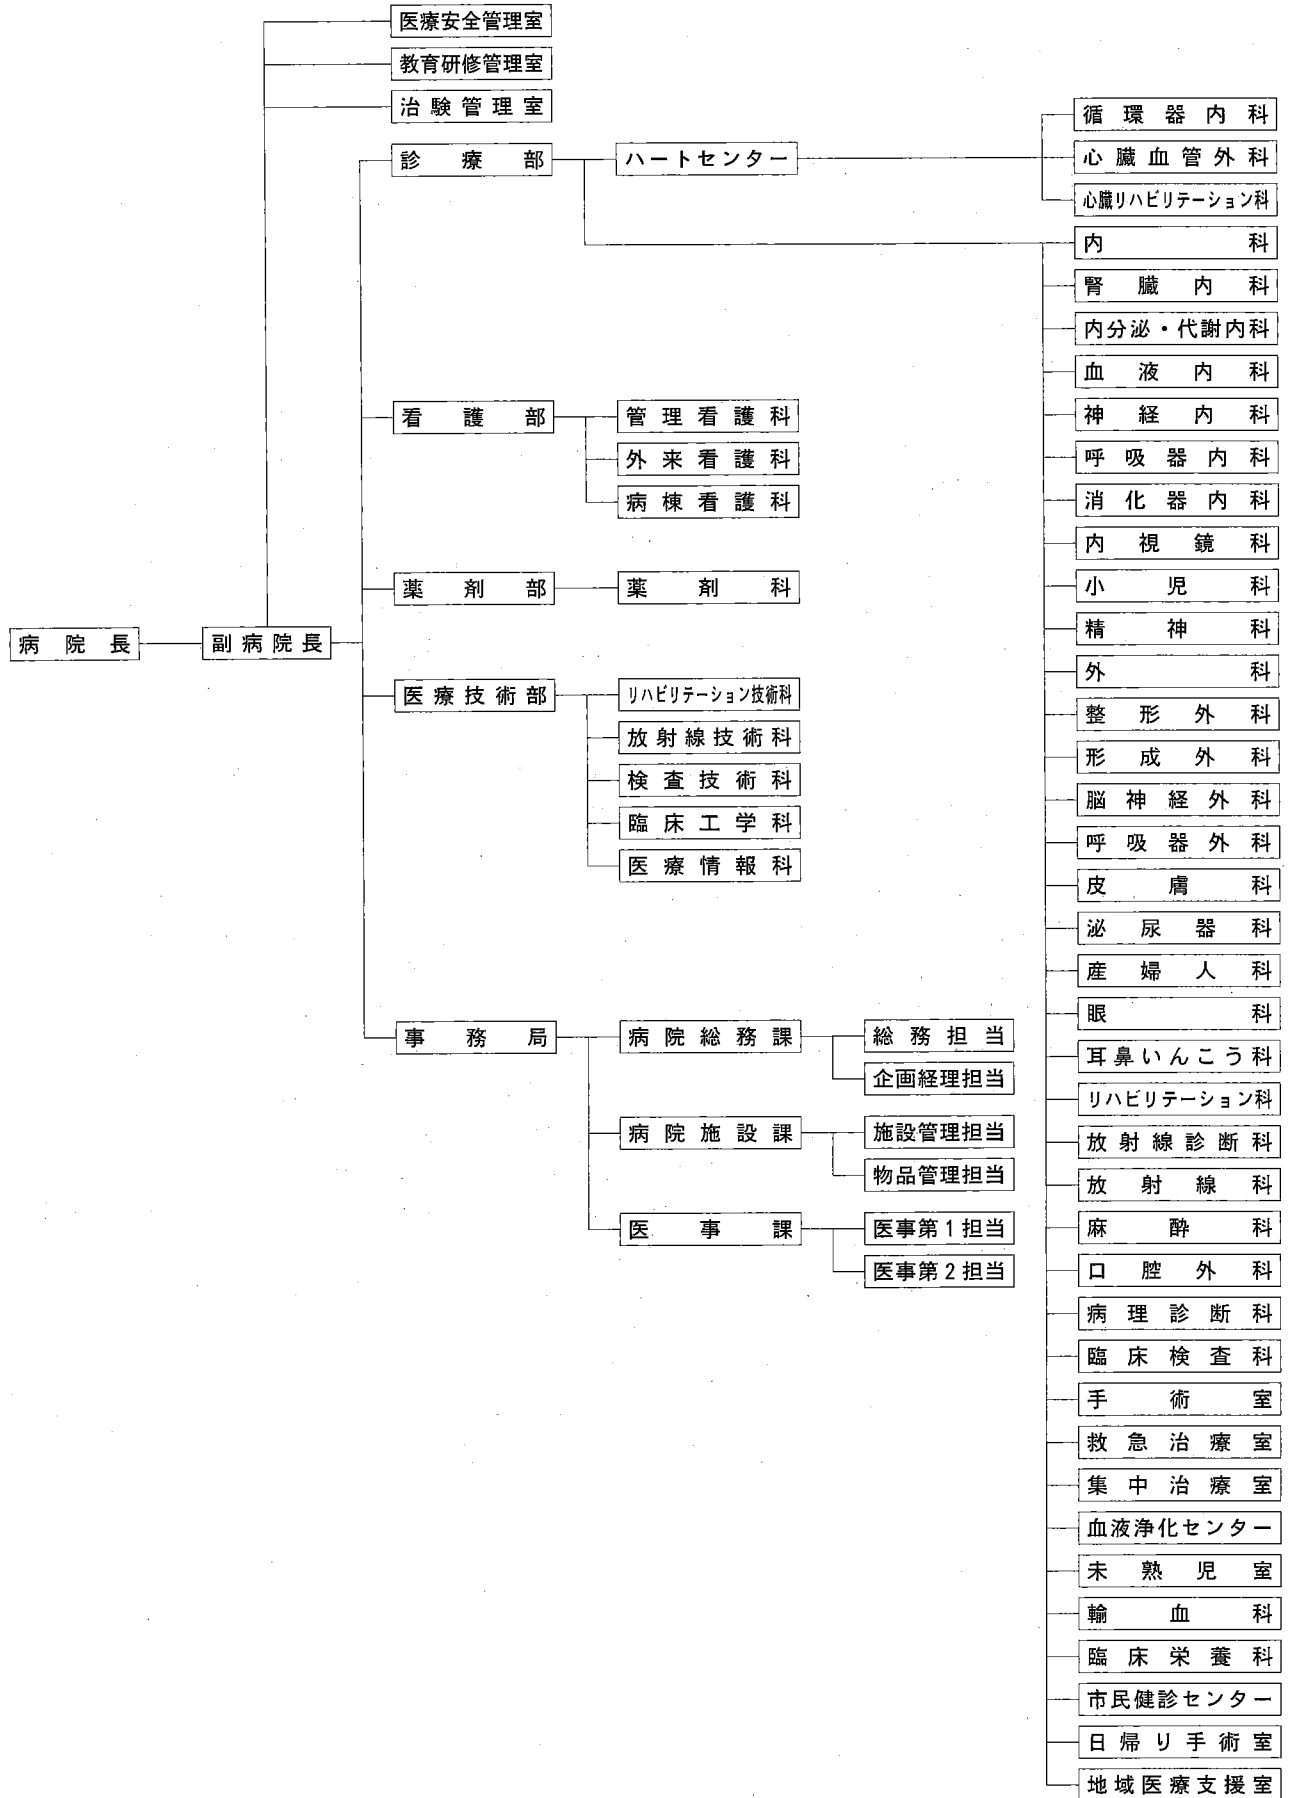 医療安全管理室
教育研修管理室
治験管理室
診療部
ハートセンター
循環器内科
心臓血管外科
心臓リハビリテーション科
内科
腎臓内科
内分泌・代謝内科
血液内科
神経内科
呼吸器内科
消化器内科
内視鏡科
小児科
精神科
外科
整形外科
形成外科
脳神経外科
呼吸器外科
皮膚科
泌尿器科
産婦人科
眼科
耳鼻いんこう科
リハビリテーション科
放射線診断科
放射線科
麻酔科
口腔外科
病理診断科
臨床検査科
手術室
救急治療室
集中治療室
血液浄化センター
未熟児室
輸血科
臨床栄養科
市民健診センター
日帰り手術室
地域医療支援室
看護部
管理看護科
外来看護科
病棟看護科
薬剤部
薬剤科
病院長
副病院長
医療技術部
リハビリテーション技術科
放射線技術科
検査技術科
臨床工学科
医療情報科
事務局
病院総務課
総務担当
企画経理担当
病院施設課
施設管理担当
物品管理担当
医事課
医事第1担当
医事第2担当